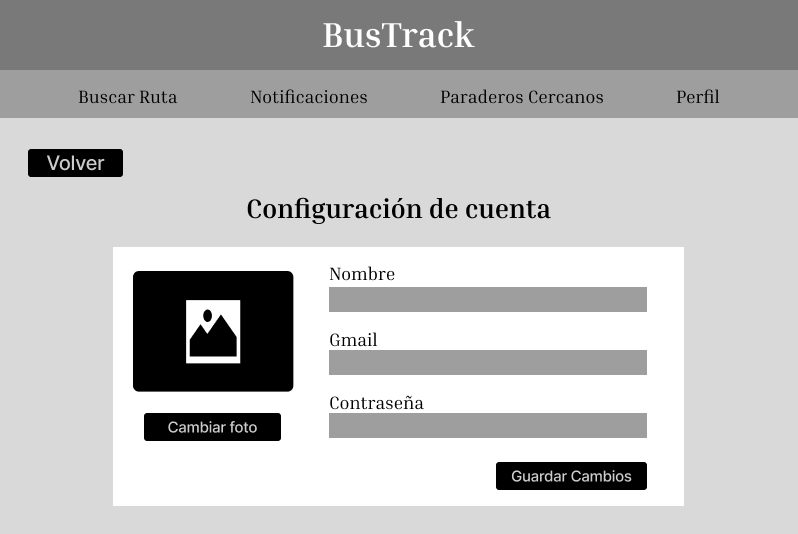 BusTrack
Buscar Ruta Notificaciones Paraderos Cercanos Perfil
Volver
Configuración de cuenta
Nombre
Gmail
Contraseña
Cambiar foto
Guardar Cambios